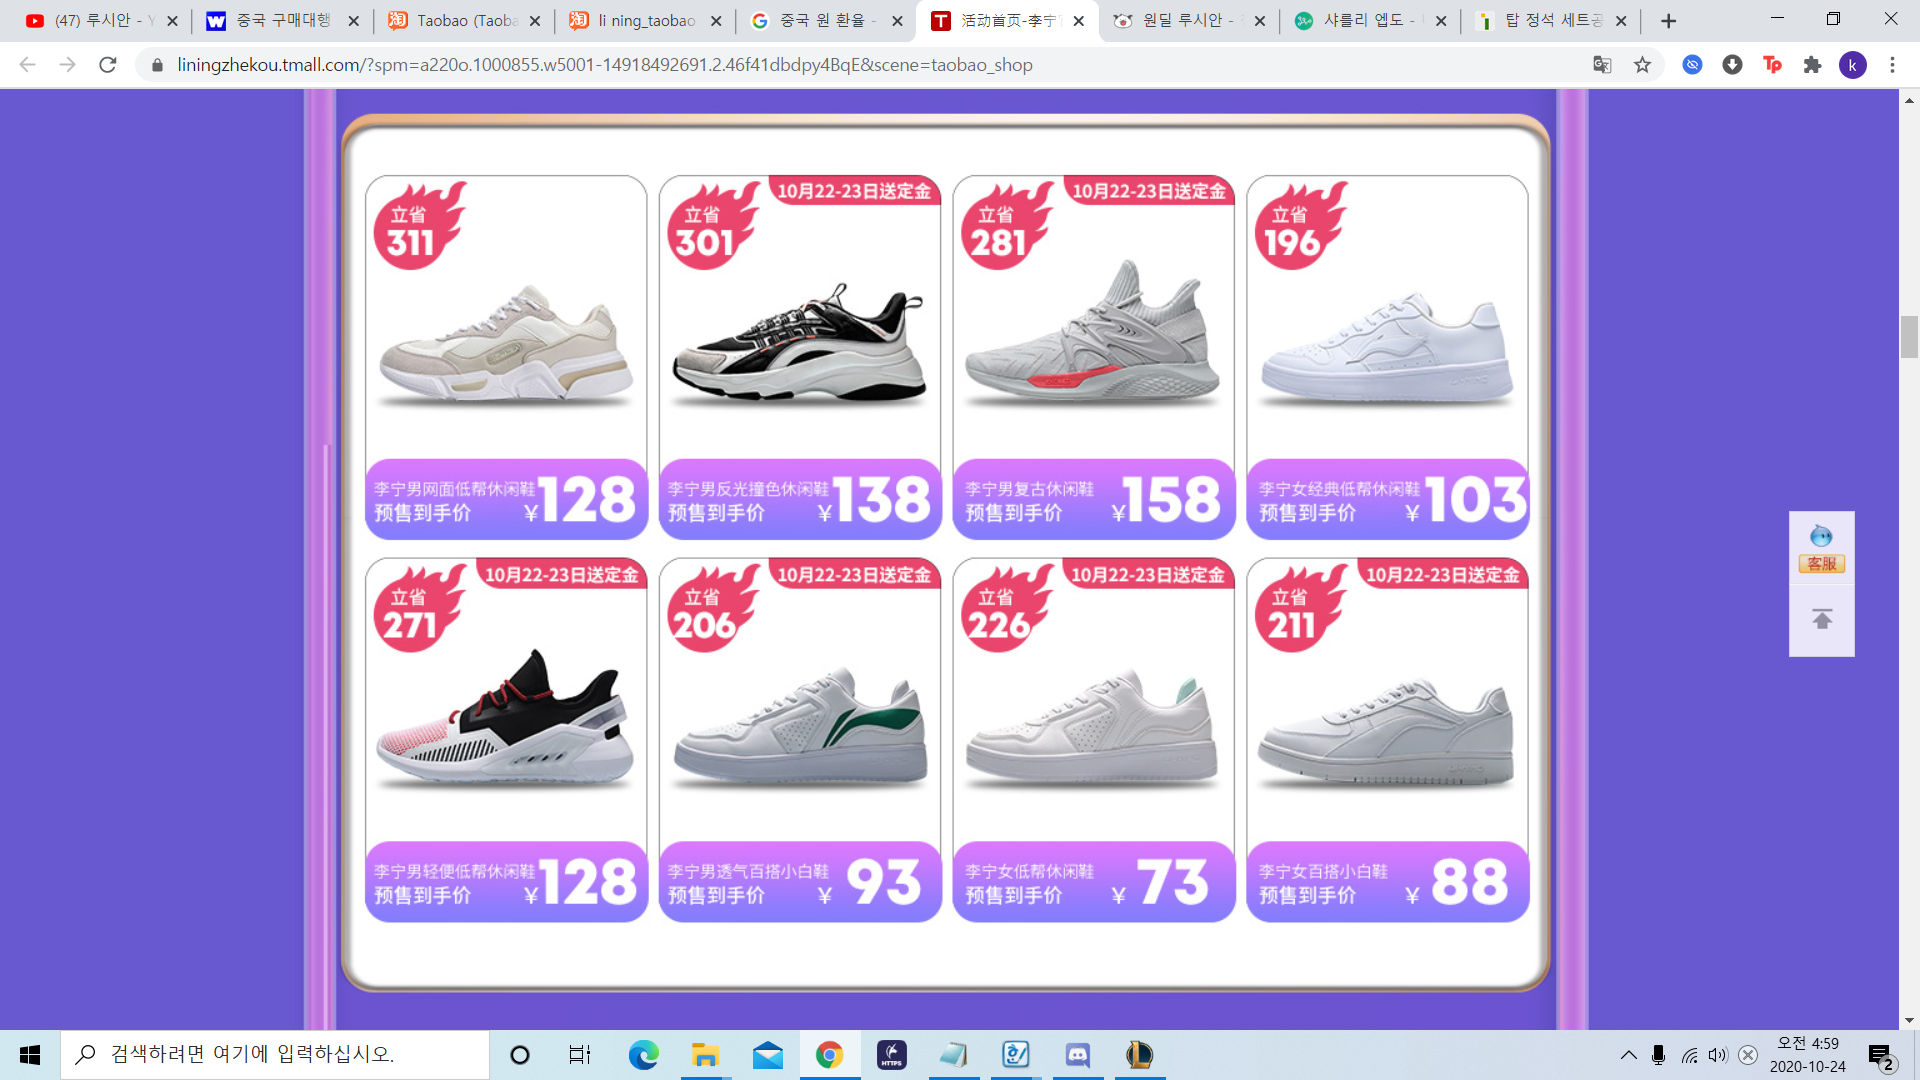 (47) 루시안 - Y
중국 구매대행
Taobao (Taoba
li ning_taobao
중국 원 환율 -
活动首页-李宁
원딜 루시안 -
샤를리 엡도 -
탑 정석 세트공
liningzhekou.tmall.com/?spm=a220o.1000855.w5001-14918492691.2.46f41dbdpy4BqE&scene=taobao_shop
Tp
k
立省
311
李宁男网面低帮休闲鞋
预售到手价 ¥128
10月22-23日送定金
立省
301
李宁男反光撞色休闲鞋
预售到手价 ¥138
10月22-23日送定金
立省
281
李宁男复古休闲鞋
预售到手价 ¥158
立省
196
李宁女经典低帮休闲鞋
预售到手价 ¥103
10月22-23日送定金
立省
271
李宁男轻便低帮休闲鞋
预售到手价 ¥128
10月22-23日送定金
立省
206
李宁男透气百搭小白鞋
预售到手价 ¥93
10月22-23日送定金
立省
226
李宁女低帮休闲鞋
预售到手价 ¥73
10月22-23日送定金
立省
211
李宁女百搭小白鞋
预售到手价 ¥88
客服
검색하려면 여기에 입력하십시오.
HTTPS
오전 4:59
2020-10-24
2